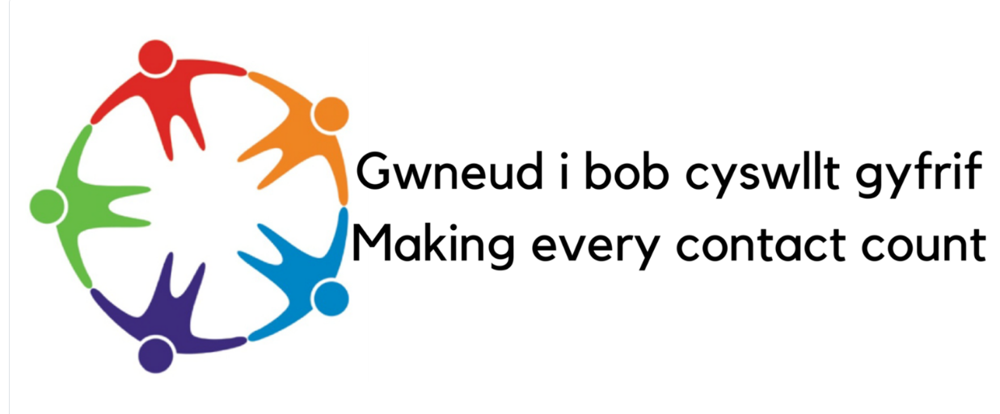 Gwneud i bob cyswllt gyfrif
Making every contact count